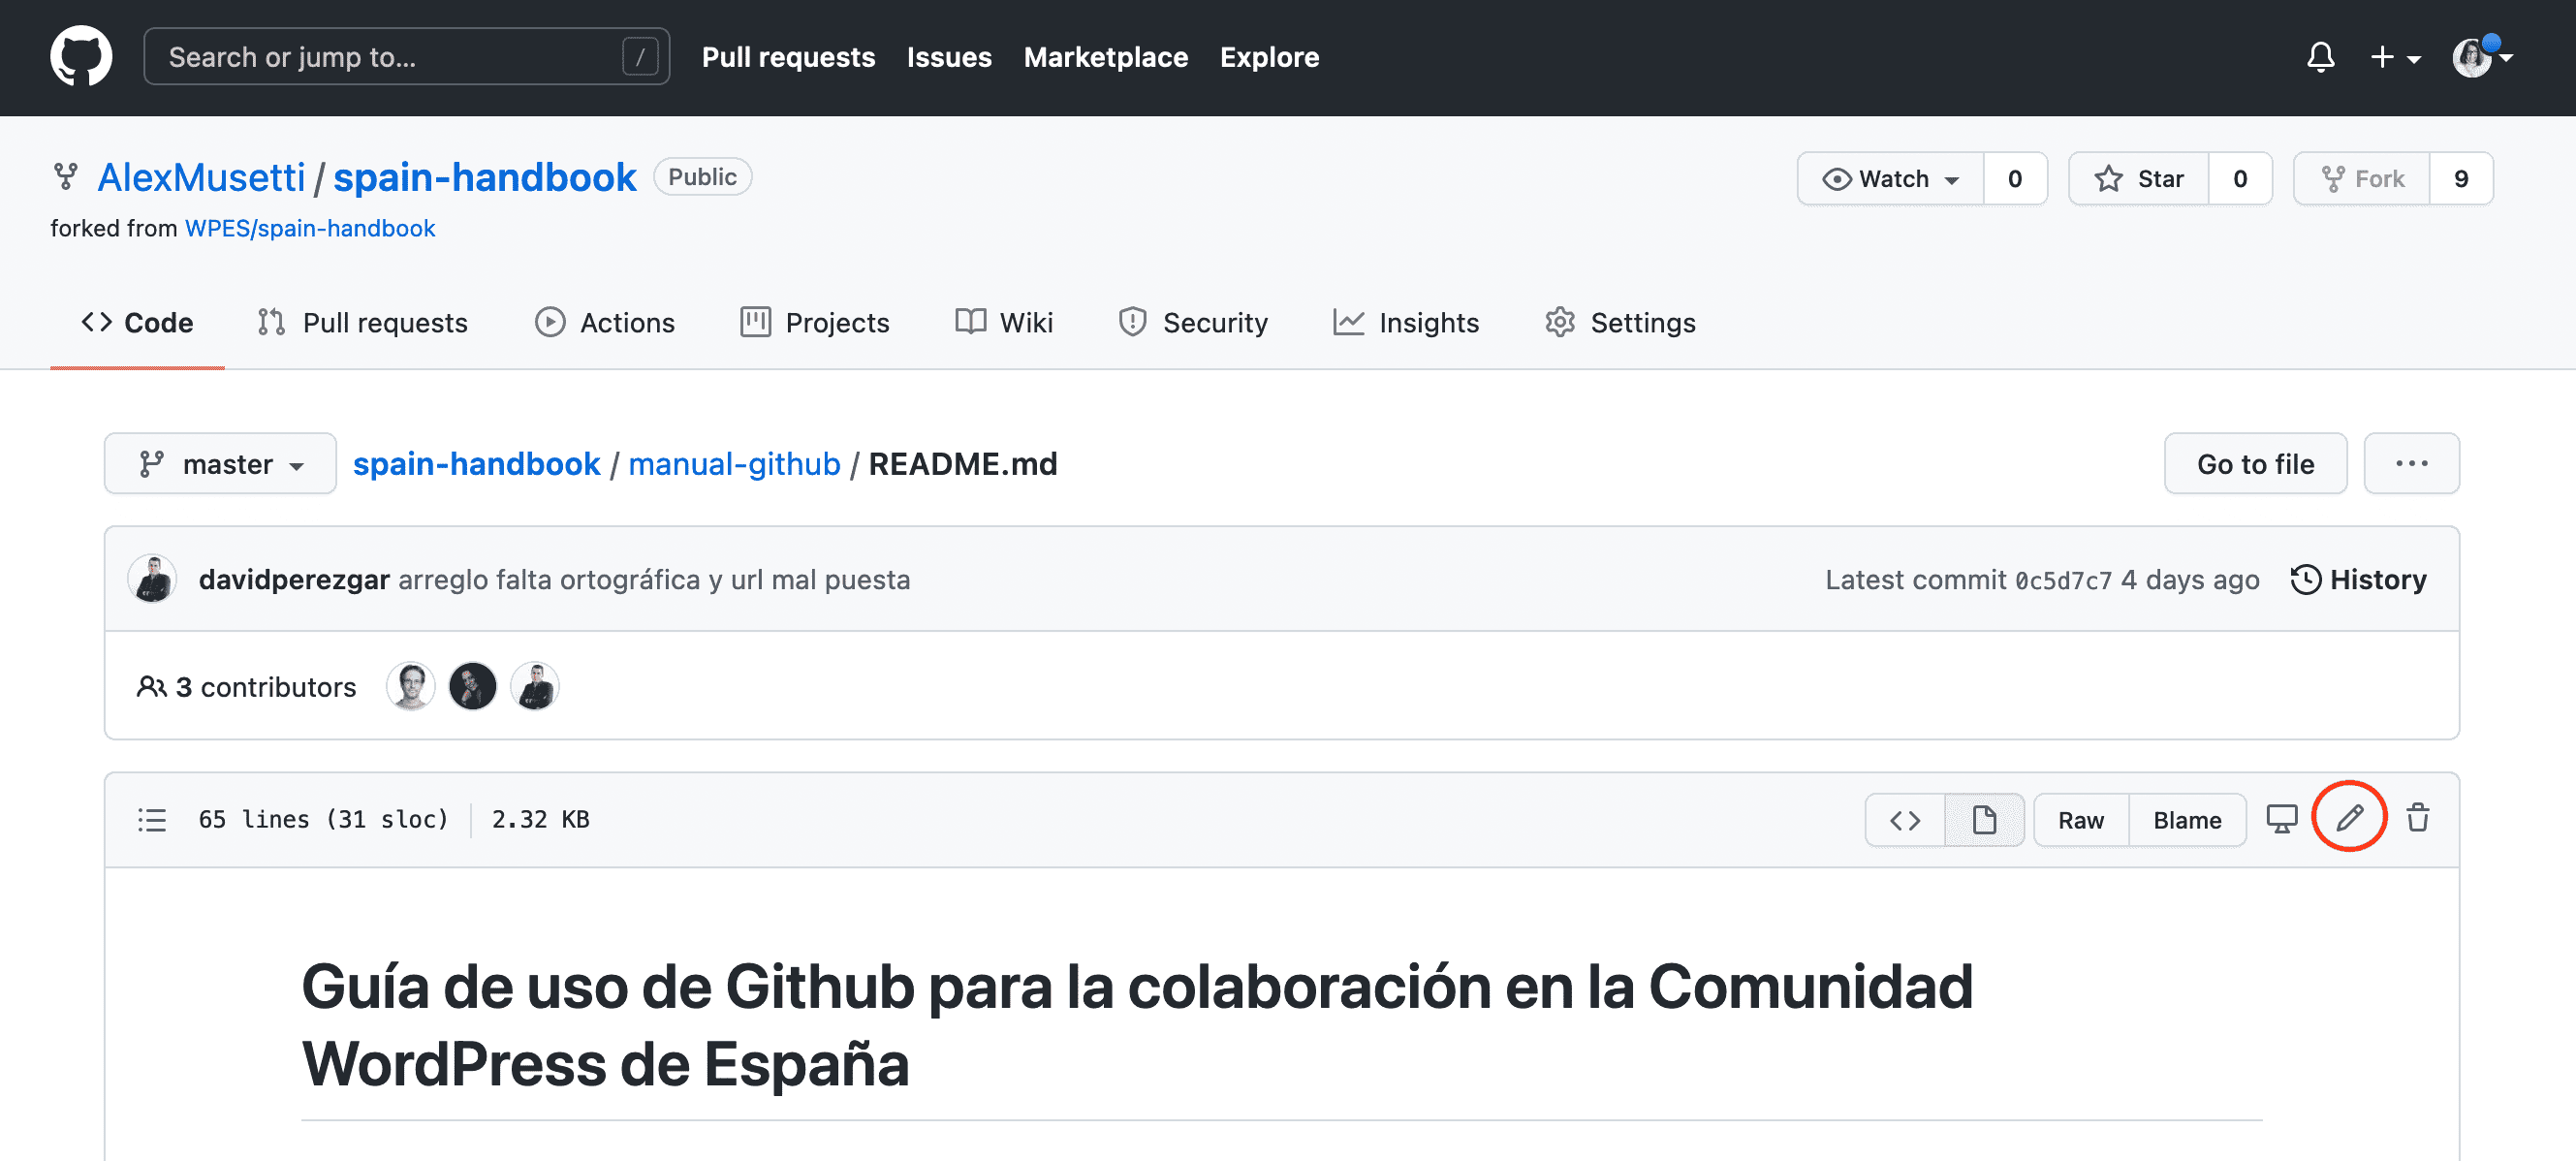 Search or jump to... /
Pull requests Issues Marketplace Explore
AlexMusetti / spain-handbook Public
Watch 0 Star 0 Fork 9
forked from WPES/spain-handbook
Code Pull requests Actions Projects Wiki Security Insights Settings
master spain-handbook / manual-github / README.md Go to file ...
davidperezgar arreglo falta ortográfica y url mal puesta Latest commit 0c5d7c7 4 days ago History
3 contributors
65 lines (31 sloc) 2.32 KB <> Raw Blame
Guía de uso de Github para la colaboración en la Comunidad
WordPress de España